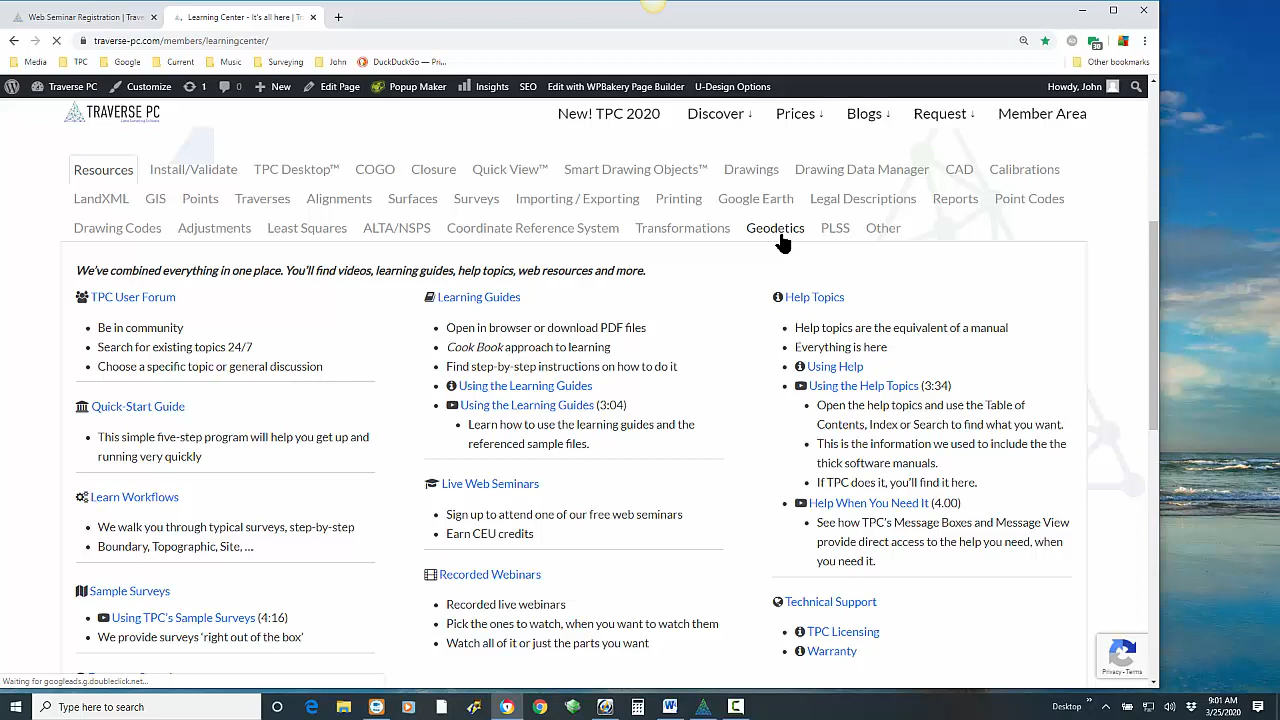 Web Seminar Registration | Trave
Learning Center - It's all here | Tr
traverse-pc.com/members/learningcenter/
Media TPC Google Current Music Surveying John DuckDuckGo — Pri... Other bookmarks
Traverse PC Customize 1 0 New Edit Page Popup Maker Insights SEO Edit with WPBakery Page Builder U-Design Options Howdy, John
TRAVERSE PC
New! TPC 2020 Discover ↓ Prices ↓ Blogs ↓ Request ↓ Member Area
Resources Install/Validate TPC Desktop™ COGO Closure Quick View™ Smart Drawing Objects™ Drawings Drawing Data Manager CAD Calibrations
LandXML GIS Points Traverses Alignments Surfaces Surveys Importing / Exporting Printing Google Earth Legal Descriptions Reports Point Codes
Drawing Codes Adjustments Least Squares ALTA/NSPS Coordinate Reference System Transformations Geodetics PLSS Other
We've combined everything in one place. You'll find videos, learning guides, help topics, web resources and more.
TPC User Forum
Be in community
Search for existing topics 24/7
Choose a specific topic or general discussion
Quick-Start Guide
This simple five-step program will help you get up and
running very quickly
Learn Workflows
We walk you through typical surveys, step-by-step
Boundary, Topographic, Site, ...
Sample Surveys
Using TPC's Sample Surveys (4:16)
We provide surveys 'right out of the box'
Learning Guides
Open in browser or download PDF files
Cook Book approach to learning
Find step-by-step instructions on how to do it
Using the Learning Guides
Using the Learning Guides (3:04)
Learn how to use the learning guides and the
referenced sample files.
Live Web Seminars
Sign up to attend one of our free web seminars
Earn CEU credits
Recorded Webinars
Recorded live webinars
Pick the ones to watch, when you want to watch them
Watch all of it or just the parts you want
Help Topics
Help topics are the equivalent of a manual
Everything is here
Using Help
Using the Help Topics (3:34)
Open the help topics and use the Table of
Contents, Index or Search to find what you want.
This is the information we used to include the the
thick software manuals.
If TPC does it, you'll find it here.
Help When You Need It (4.00)
See how TPC's Message Boxes and Message View
provide direct access to the help you need, when
you need it.
Technical Support
TPC Licensing
Warranty
Privacy - Terms
Waiting for googleads.g.doubleclick.net...
Type here to search
Desktop
9:01 AM
3/25/2020